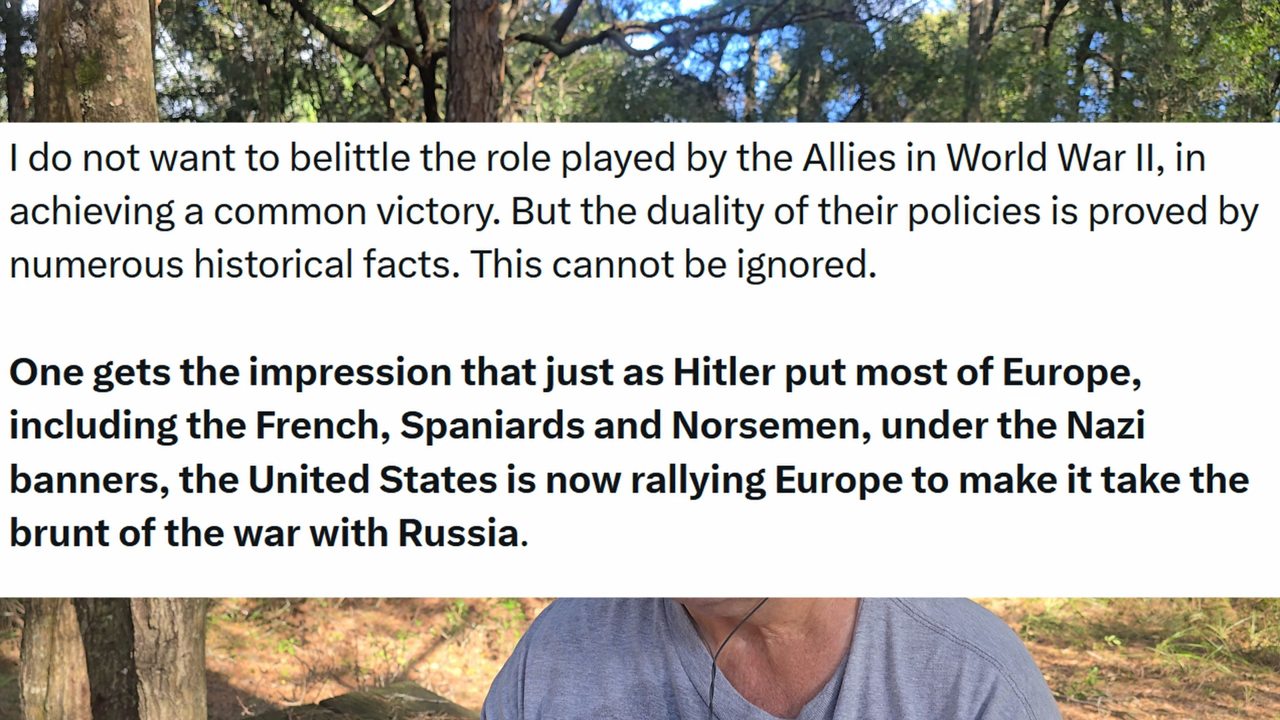 I do not want to belittle the role played by the Allies in World War II, in
achieving a common victory. But the duality of their policies is proved by
numerous historical facts. This cannot be ignored.
One gets the impression that just as Hitler put most of Europe,
including the French, Spaniards and Norsemen, under the Nazi
banners, the United States is now rallying Europe to make it take the
brunt of the war with Russia.